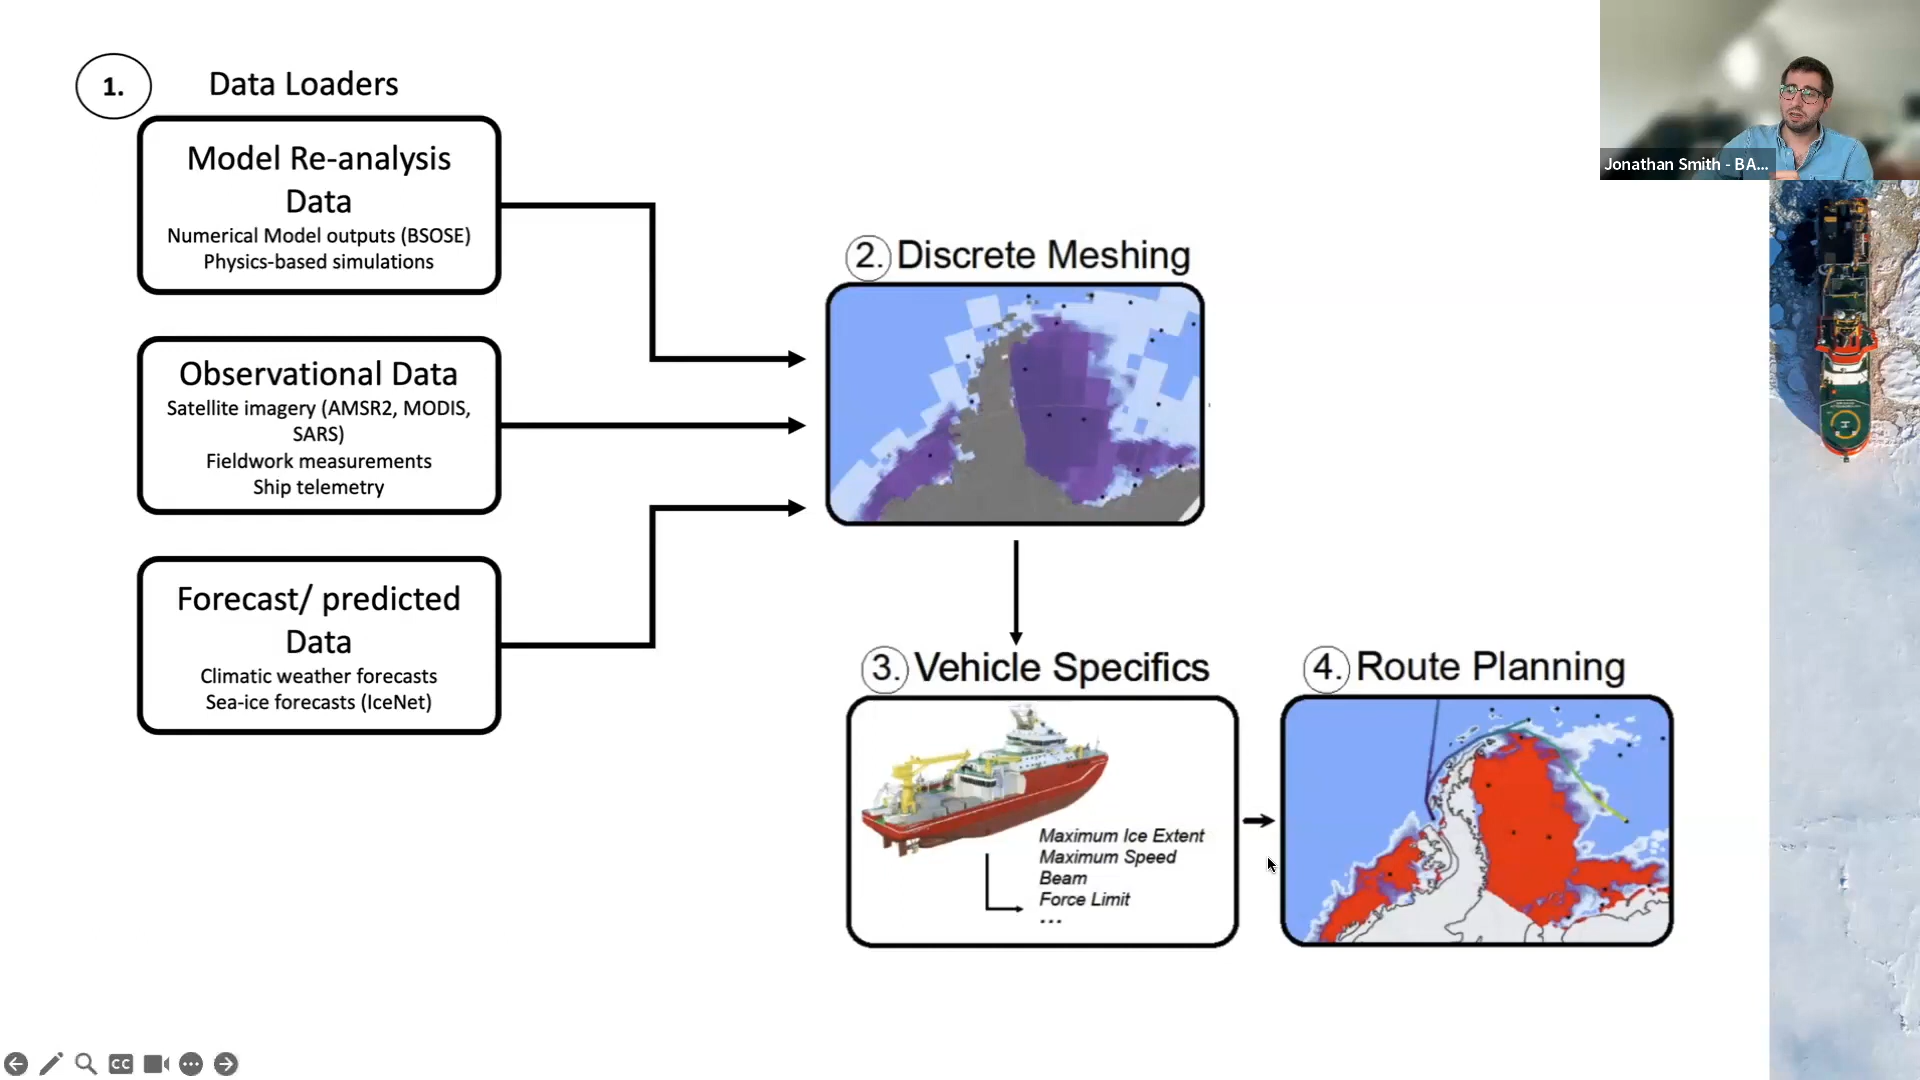 1.
Data Loaders
Model Re-analysis
Data
Numerical Model outputs (BSOSE)
Physics-based simulations
Observational Data
Satellite imagery (AMSR2, MODIS,
SARS)
Fieldwork measurements
Ship telemetry
Forecast/ predicted
Data
Climatic weather forecasts
Sea-ice forecasts (IceNet)
2. Discrete Meshing
3. Vehicle Specifics
Maximum Ice Extent
Maximum Speed
Beam
Force Limit
...
4. Route Planning
Jonathan Smith - BA...
H
CC